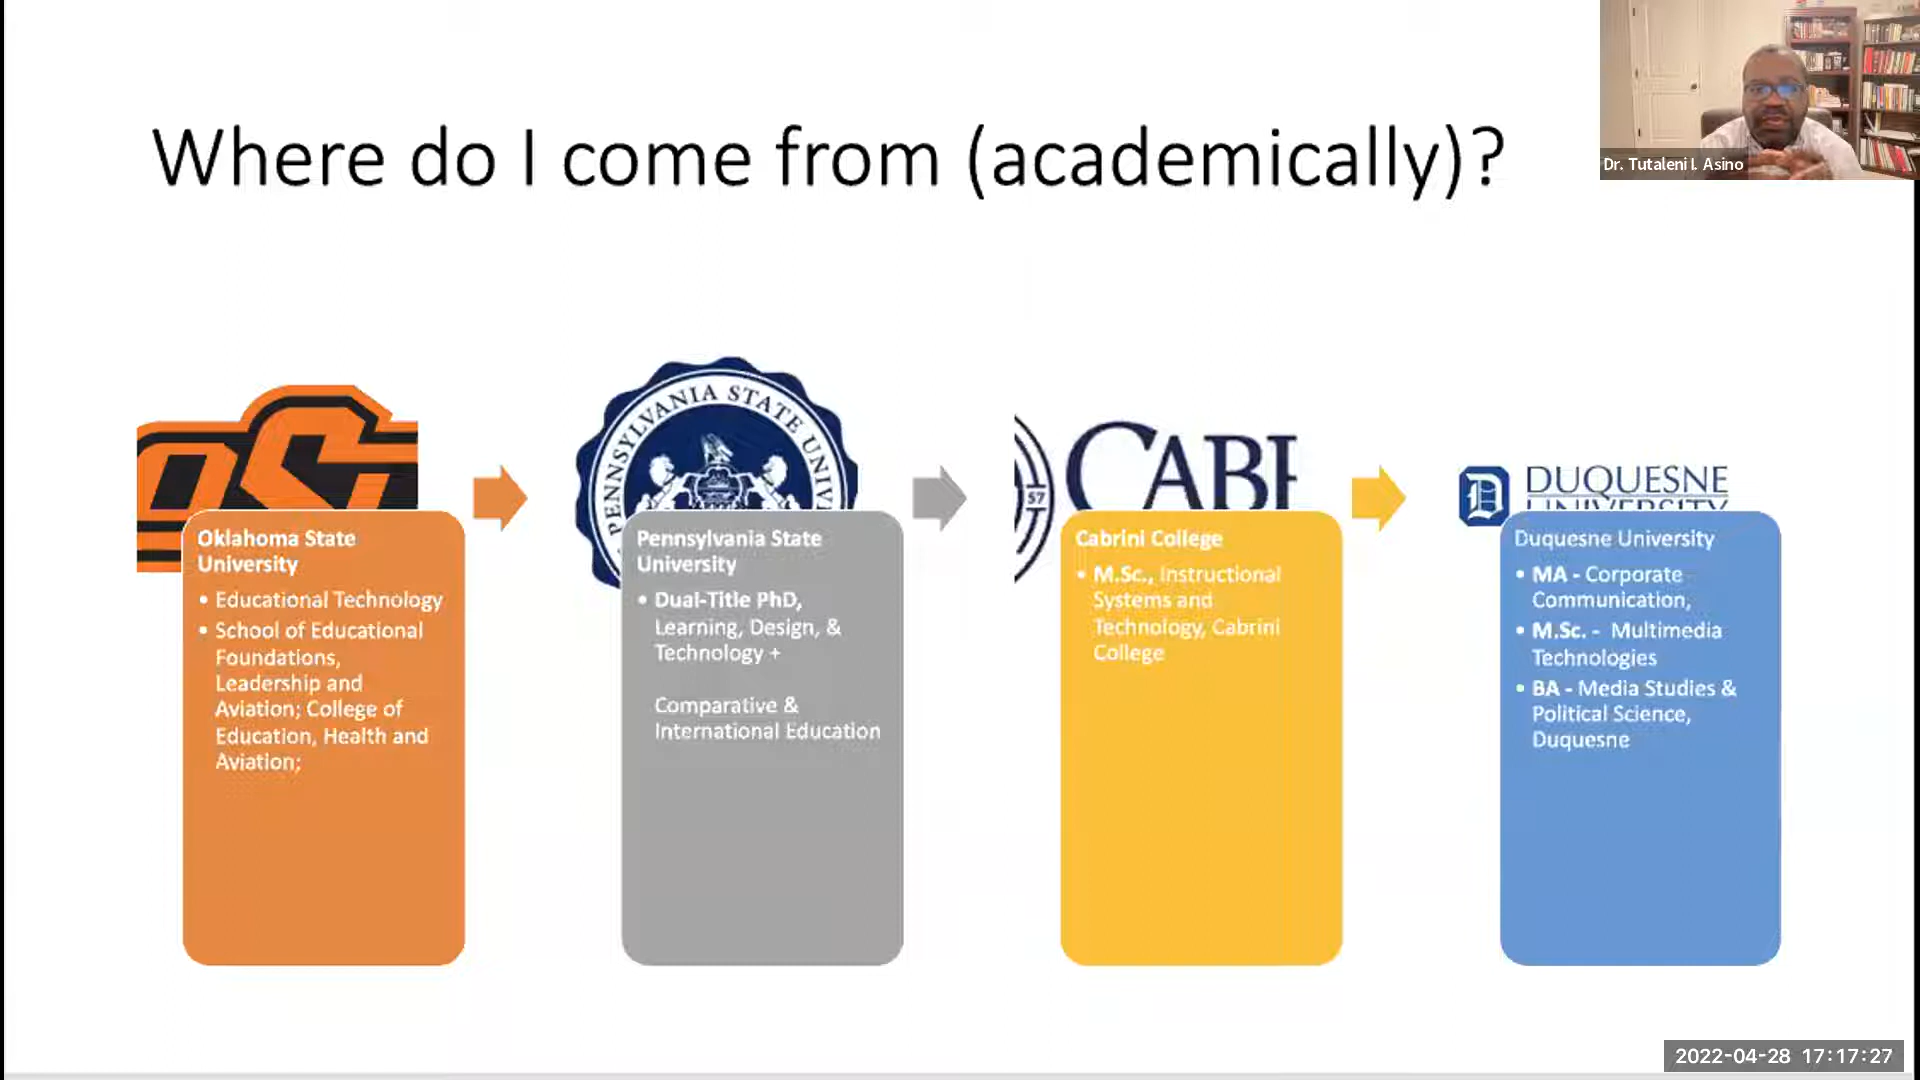 Where do I come from (academically)?
Dr. Tutaleni I. Asino
PENNSYLVANIA STATE UNIV
57
CABR
DUQUESNE
UNIVERSITY
Oklahoma State
University
• Educational Technology
• School of Educational
Foundations,
Leadership and
Aviation; College of
Education, Health and
Aviation;
Pennsylvania State
University
• Dual-Title PhD,
Learning, Design, &
Technology +
Comparative &
International Education
Cabrini College
• M.Sc., Instructional
Systems and
Technology, Cabrini
College
Duquesne University
• MA - Corporate
Communication,
• M.Sc. - Multimedia
Technologies
• BA - Media Studies &
Political Science,
Duquesne
2022-04-28 17:17:27